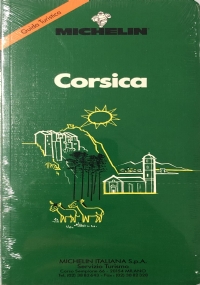 Guida Turistica
MICHELIN
Corsica
MICHELIN ITALIANA S.p.A.
Servizio Turismo